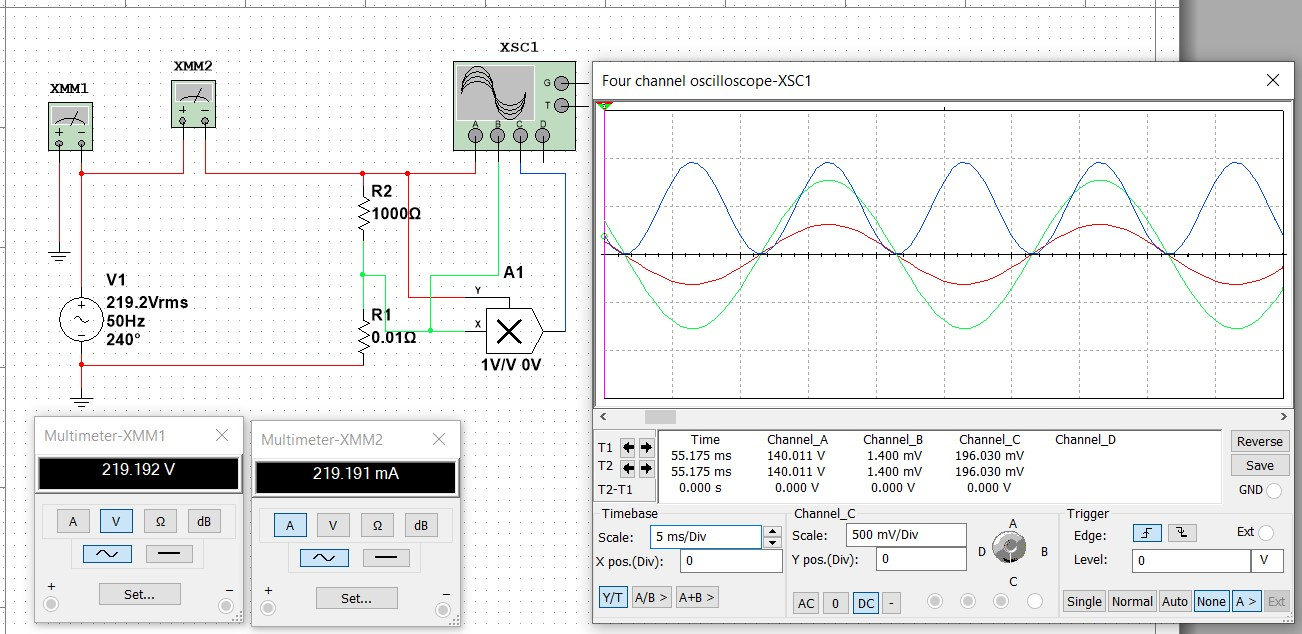 XSC1
XMM2
XMM1
G
T
A B C D
+ -
+ -
R2
1000Ω
A1
Y
X
V1
219.2Vrms
50Hz
240°
R1
0.01Ω
1V/V 0V
Four channel oscilloscope-XSC1
T1
T2
T2-T1
Time Channel_A Channel_B Channel_C Channel_D
55.175 ms 140.011 V 1.400 mV 196.030 mV
55.175 ms 140.011 V 1.400 mV 196.030 mV
0.000 s 0.000 V 0.000 V 0.000 V
Reverse
Save
GND
Timebase
Scale: 5 ms/Div
X pos.(Div): 0
Y/T A/B > A+B >
Channel_C
Scale: 500 mV/Div
Y pos.(Div): 0
AC 0 DC -
A
D B
C
Trigger
Edge: Ext
Level: 0 V
Single Normal Auto None A > Ext
Multimeter-XMM1
219.192 V
A V Ω dB
+ Set... -
Multimeter-XMM2
219.191 mA
A V Ω dB
+ Set... -